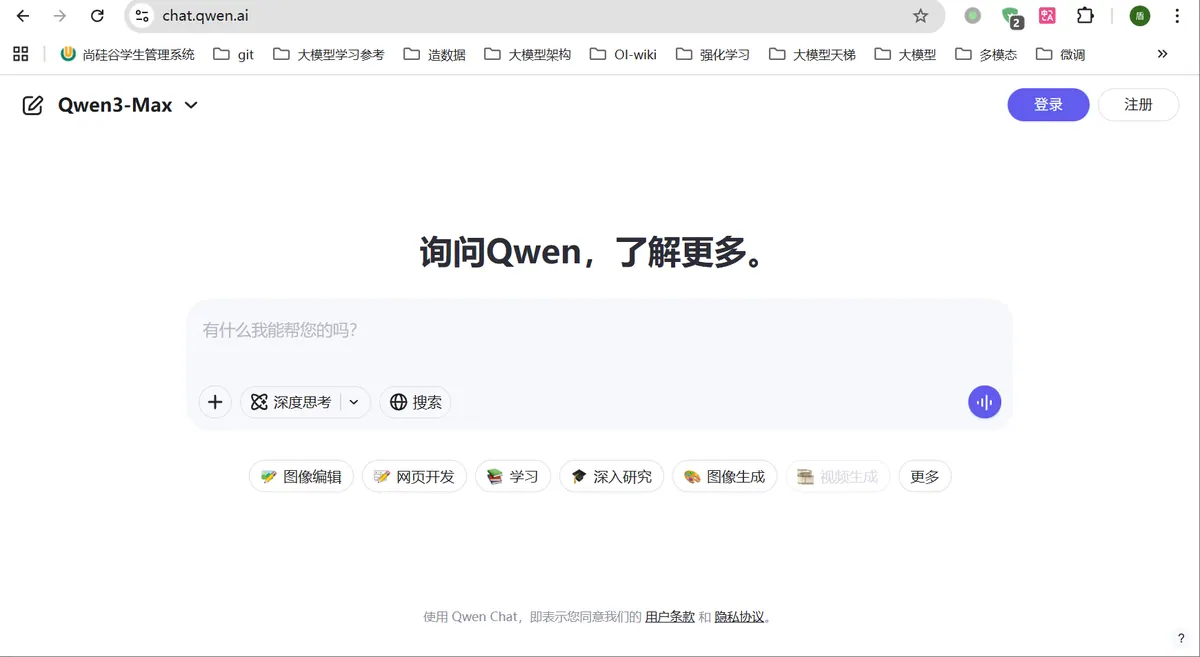 chat.qwen.ai
2
中A
盾
尚硅谷学生管理系统 git 大模型学习参考 造数据 大模型架构 OI-wiki 强化学习 大模型天梯 大模型 多模态 微调 »
Qwen3-Max 登录 注册
询问Qwen，了解更多。
有什么我能帮您的吗？
深度思考 搜索
图像编辑 网页开发 学习 深入研究 图像生成 视频生成 更多
使用 Qwen Chat，即表示您同意我们的 用户条款 和 隐私协议。
?